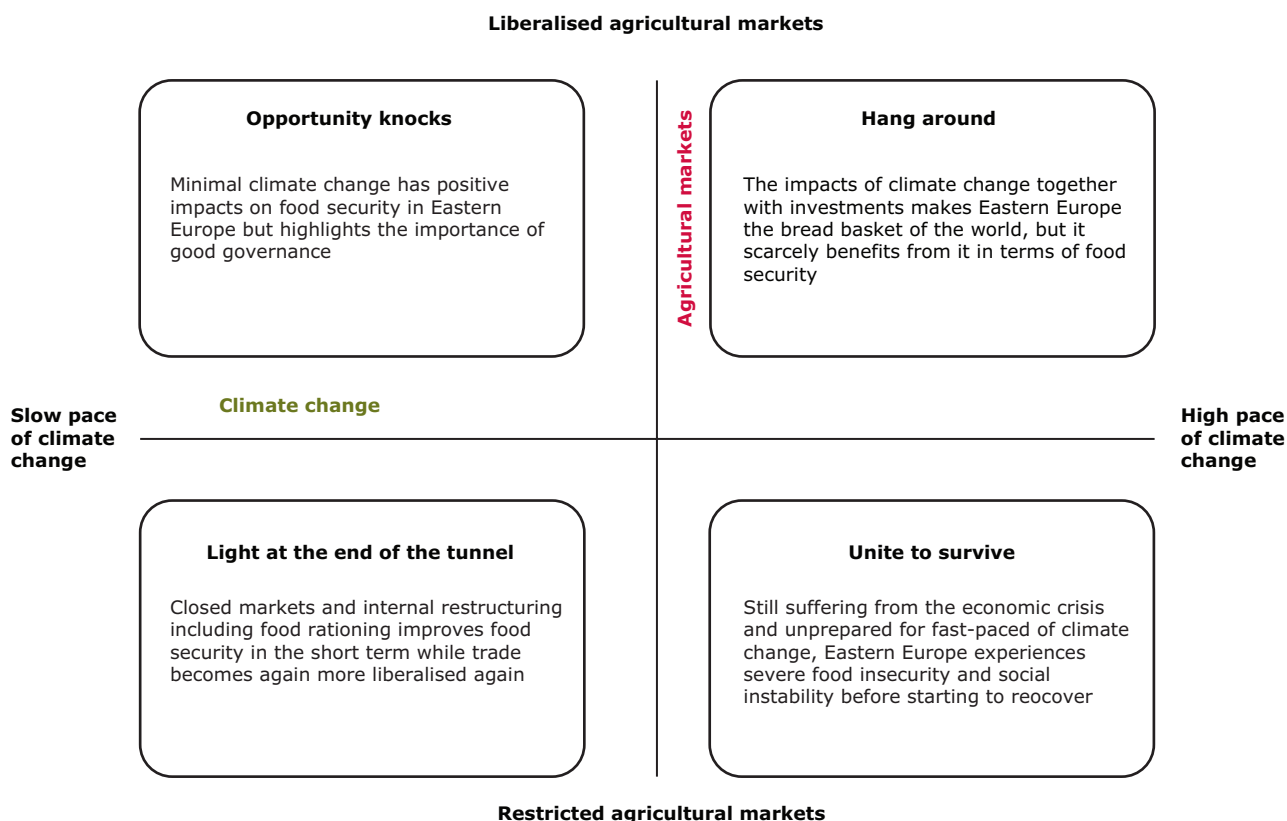 Liberalised agricultural markets
Opportunity knocks
Minimal climate change has positive
impacts on food security in Eastern
Europe but highlights the importance of
good governance
Agricultural markets
Hang around
The impacts of climate change together
with investments makes Eastern Europe
the bread basket of the world, but it
scarcely benefits from it in terms of food
security
Climate change
Slow pace
of climate
change
High pace
of climate
change
Light at the end of the tunnel
Closed markets and internal restructuring
including food rationing improves food
security in the short term while trade
becomes again more liberalised again
Unite to survive
Still suffering from the economic crisis
and unprepared for fast-paced of climate
change, Eastern Europe experiences
severe food insecurity and social
instability before starting to reocover
Restricted agricultural markets